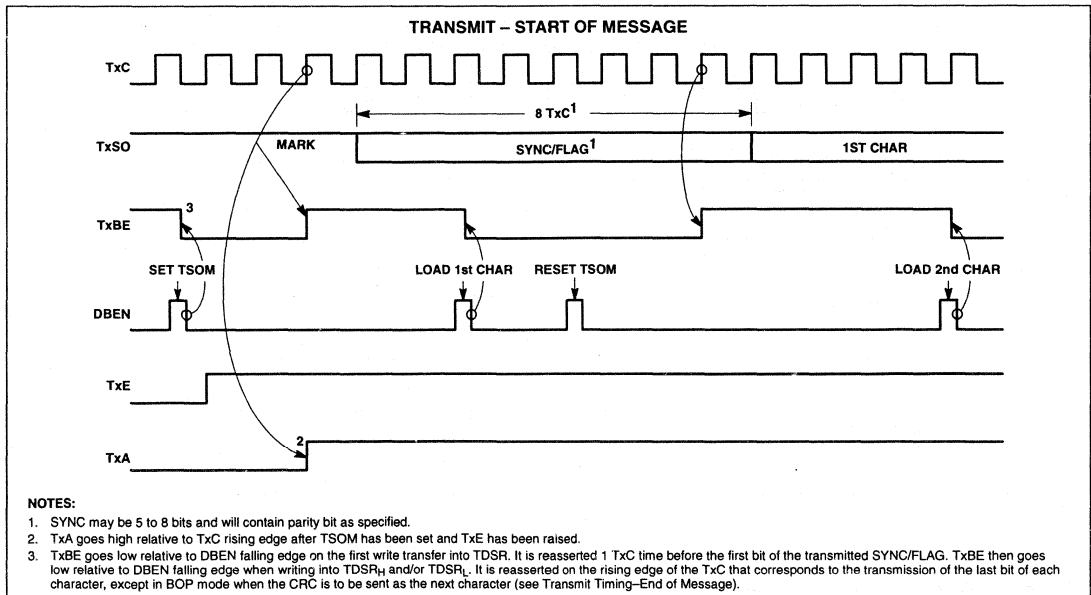 TRANSMIT – START OF MESSAGE
TxC
8 TxC1
TxSO
MARK
SYNC/FLAG1
1ST CHAR
3
TxBE
SET TSOM
LOAD 1st CHAR
RESET TSOM
LOAD 2nd CHAR
DBEN
TxE
2
TxA
NOTES:
1. SYNC may be 5 to 8 bits and will contain parity bit as specified.
2. TxA goes high relative to TxC rising edge after TSOM has been set and TxE has been raised.
3. TxBE goes low relative to DBEN falling edge on the first write transfer into TDSR. It is reasserted 1 TxC time before the first bit of the transmitted SYNC/FLAG. TxBE then goes
low relative to DBEN falling edge when writing into TDSRH and/or TDSRL. It is reasserted on the rising edge of the TxC that corresponds to the transmission of the last bit of each
character, except in BOP mode when the CRC is to be sent as the next character (see Transmit Timing–End of Message).